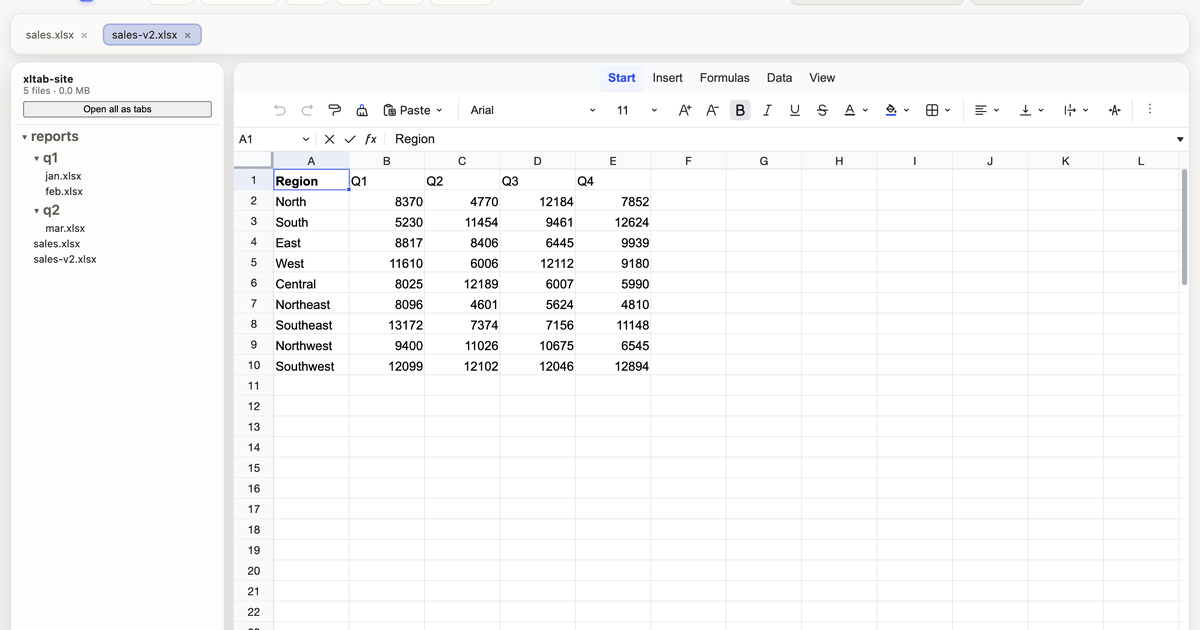 sales.xlsx × sales-v2.xlsx ×
xltab-site
5 files · 0.0 MB
Open all as tabs
▾ reports
▾ q1
jan.xlsx
feb.xlsx
▾ q2
mar.xlsx
sales.xlsx
sales-v2.xlsx
Start Insert Formulas Data View
Paste Arial 11 A+ A- B I U S A A
A1 fx Region
A B C D E F G H I J K L
1 Region Q1 Q2 Q3 Q4
2 North 8370 4770 12184 7852
3 South 5230 11454 9461 12624
4 East 8817 8406 6445 9939
5 West 11610 6006 12112 9180
6 Central 8025 12189 6007 5990
7 Northeast 8096 4601 5624 4810
8 Southeast 13172 7374 7156 11148
9 Northwest 9400 11026 10675 6545
10 Southwest 12099 12102 12046 12894
11
12
13
14
15
16
17
18
19
20
21
22